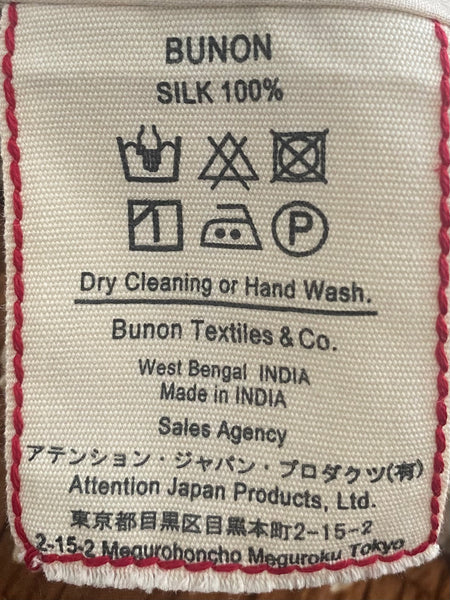 BUNON
SILK 100%
P
Dry Cleaning or Hand Wash.
Bunon Textiles & Co.
West Bengal INDIA
Made in INDIA
Sales Agency
アテンション・ジャパン・プロダクツ(有)
Attention Japan Products, Ltd.
東京都目黒区目黒本町2-15-2
2-15-2 Megurohoncho Meguroku Tokyo